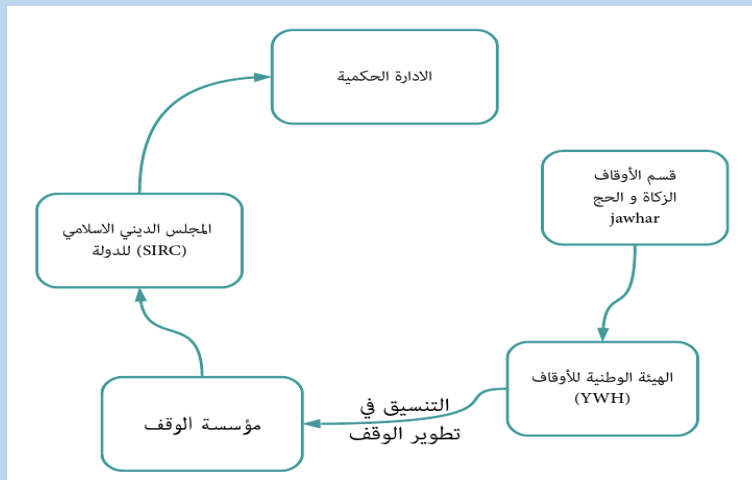 الادارة الحكمية
قسم الأوقاف
الزكاة و الحج
jawhar
المجلس الديني الاسلامي
(SIRC) للدولة
الهيئة الوطنية للأوقاف
(YWH)
التنسيق في
تطوير الوقف
مؤسسة الوقف